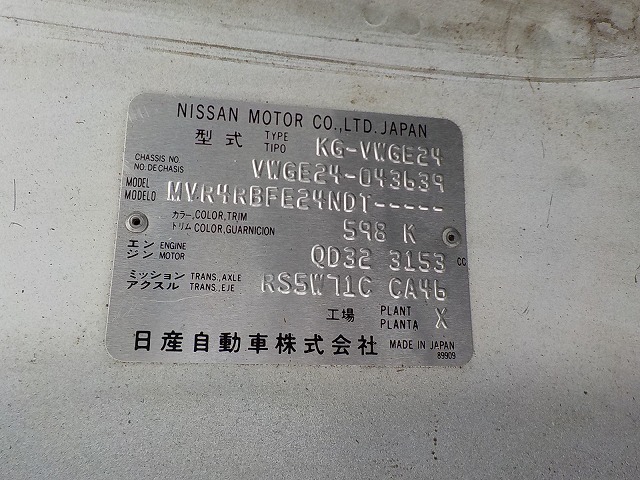 NISSAN MOTOR CO.,LTD.JAPAN
型式 TYPE TIPO KG-VWGE24
CHASSIS NO. NO.DE CHASIS VWGE24-043639
MODEL MODELO MVR4RBFE24NDT-----
カラー, COLOR, TRIM トリム COLOR, GUARNICION 598 K
エンジン ENGINE MOTOR QD32 3153 CC
ミッション アクスル TRANS., AXLE TRANS., EJE RS5W71C CA46
工場 PLANT PLANTA X
日産自動車株式会社 MADE IN JAPAN
89909